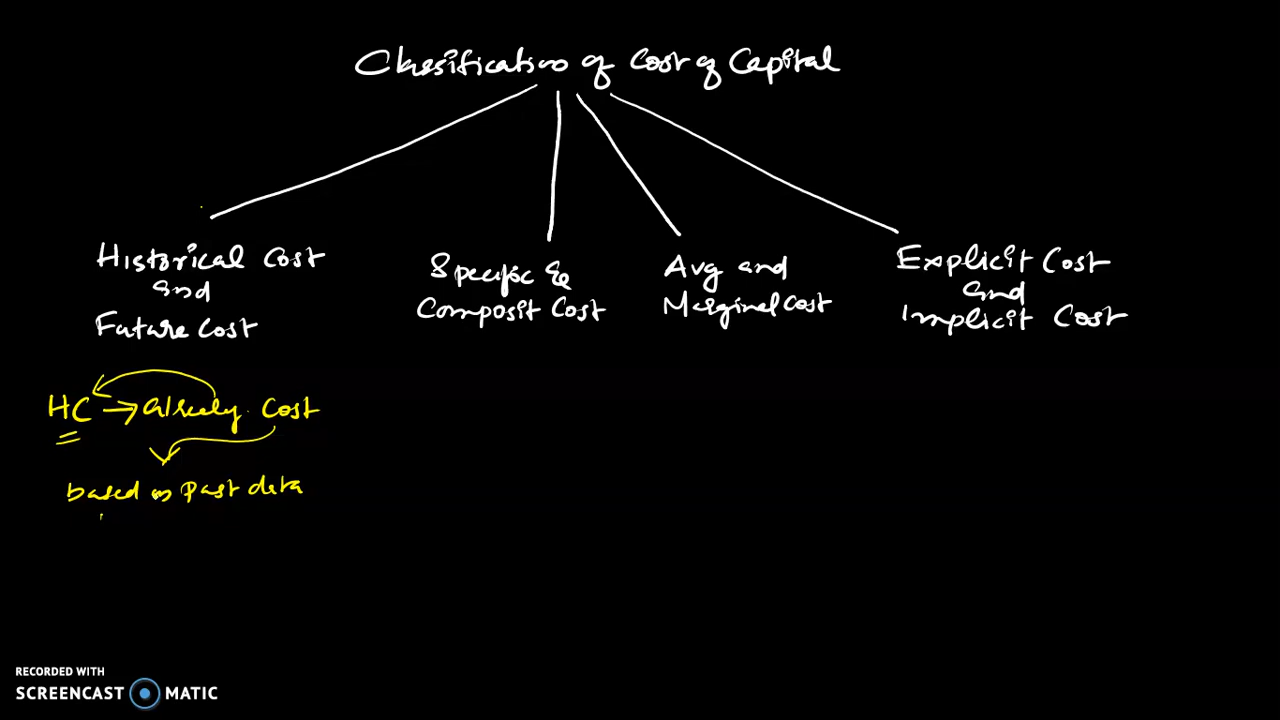 Classification of Cost of Capital
Historical Cost
and
Future Cost
Specific &
Composit Cost
Avg and
Marginal Cost
Explicit Cost
and
Implicit Cost
HC → already Cost
based on Past data
RECORDED WITH
SCREENCAST MATIC